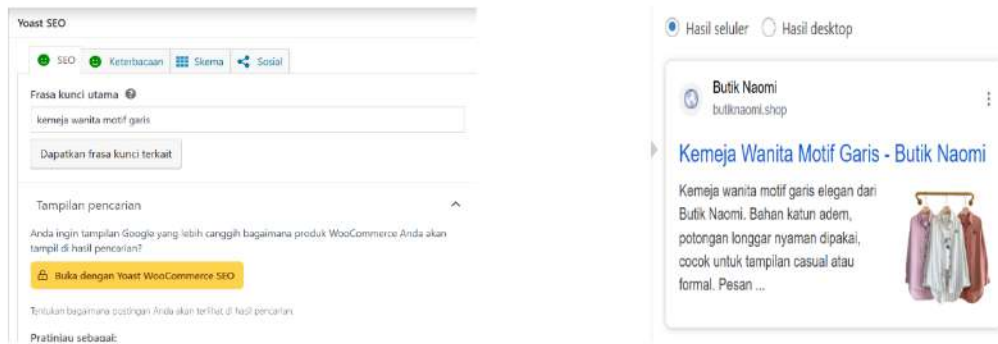 Yoast SEO
SEO
Keterbacaan
Skema
Sosial
Frasa kunci utama
kemeja wanita motif garis
Dapatkan frasa kunci terkait
Tampilan pencarian
Anda ingin tampilan Google yang lebih canggih bagaimana produk WooCommerce Anda akan
tampil di hasil pencarian?
Buka dengan Yoast WooCommerce SEO
Tentukan bagaimana postingan Anda akan terlihat di hasil pencarian.
Pratinjau sebagai:
Hasil seluler
Hasil desktop
Butik Naomi
butiknaomi.shop
Kemeja Wanita Motif Garis - Butik Naomi
Kemeja wanita motif garis elegan dari
Butik Naomi. Bahan katun adem,
potongan longgar nyaman dipakai,
cocok untuk tampilan casual atau
formal. Pesan ...